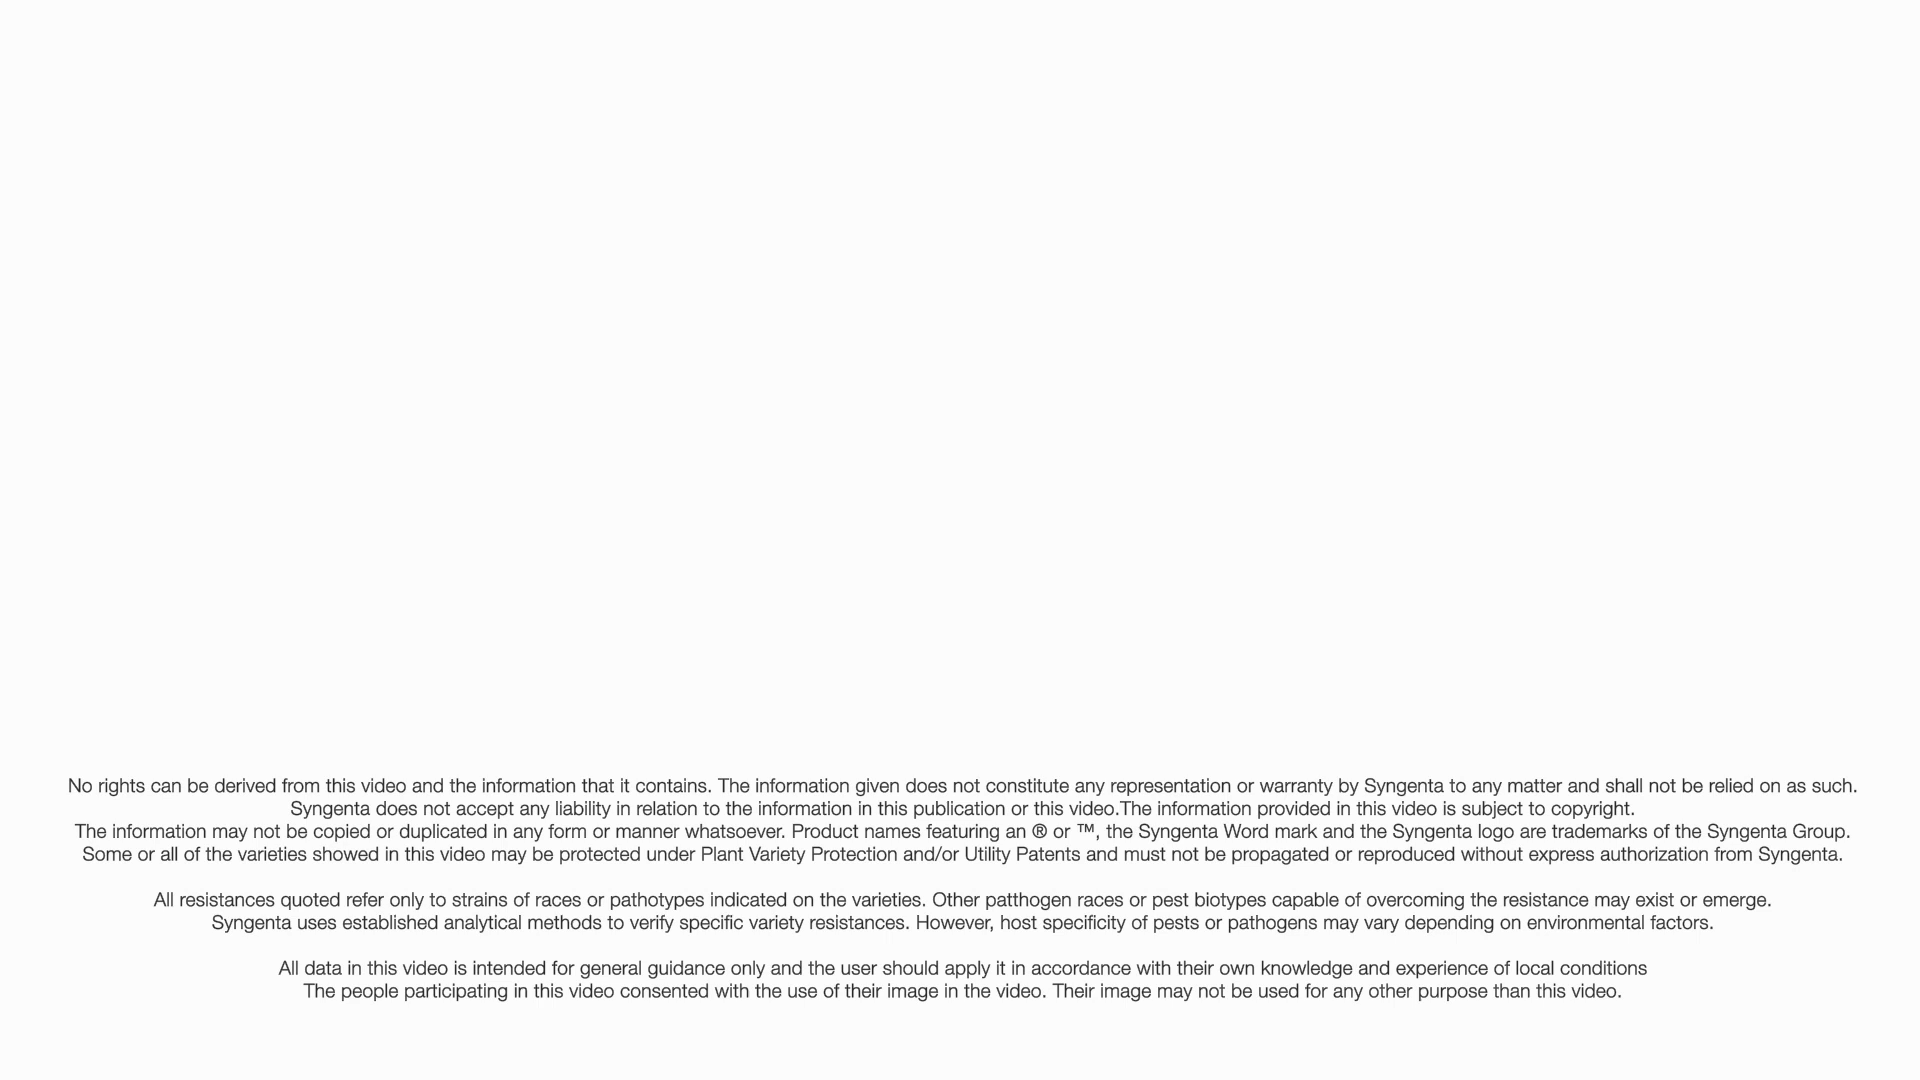 No rights can be derived from this video and the information that it contains. The information given does not constitute any representation or warranty by Syngenta to any matter and shall not be relied on as such.
Syngenta does not accept any liability in relation to the information in this publication or this video.The information provided in this video is subject to copyright.
The information may not be copied or duplicated in any form or manner whatsoever. Product names featuring an ® or ™, the Syngenta Word mark and the Syngenta logo are trademarks of the Syngenta Group.
Some or all of the varieties showed in this video may be protected under Plant Variety Protection and/or Utility Patents and must not be propagated or reproduced without express authorization from Syngenta.
All resistances quoted refer only to strains of races or pathotypes indicated on the varieties. Other patthogen races or pest biotypes capable of overcoming the resistance may exist or emerge.
Syngenta uses established analytical methods to verify specific variety resistances. However, host specificity of pests or pathogens may vary depending on environmental factors.
All data in this video is intended for general guidance only and the user should apply it in accordance with their own knowledge and experience of local conditions
The people participating in this video consented with the use of their image in the video. Their image may not be used for any other purpose than this video.